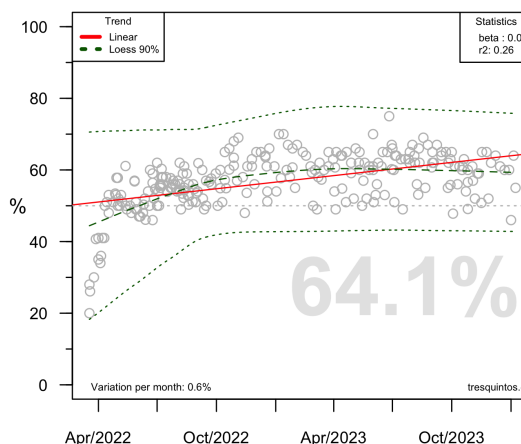 100
80
60
40
20
0
%
Trend
Linear
Loess 90%
Statistics
beta : 0.0
r2: 0.26
64.1%
Variation per month: 0.6%
tresquintos.
Apr/2022
Oct/2022
Apr/2023
Oct/2023